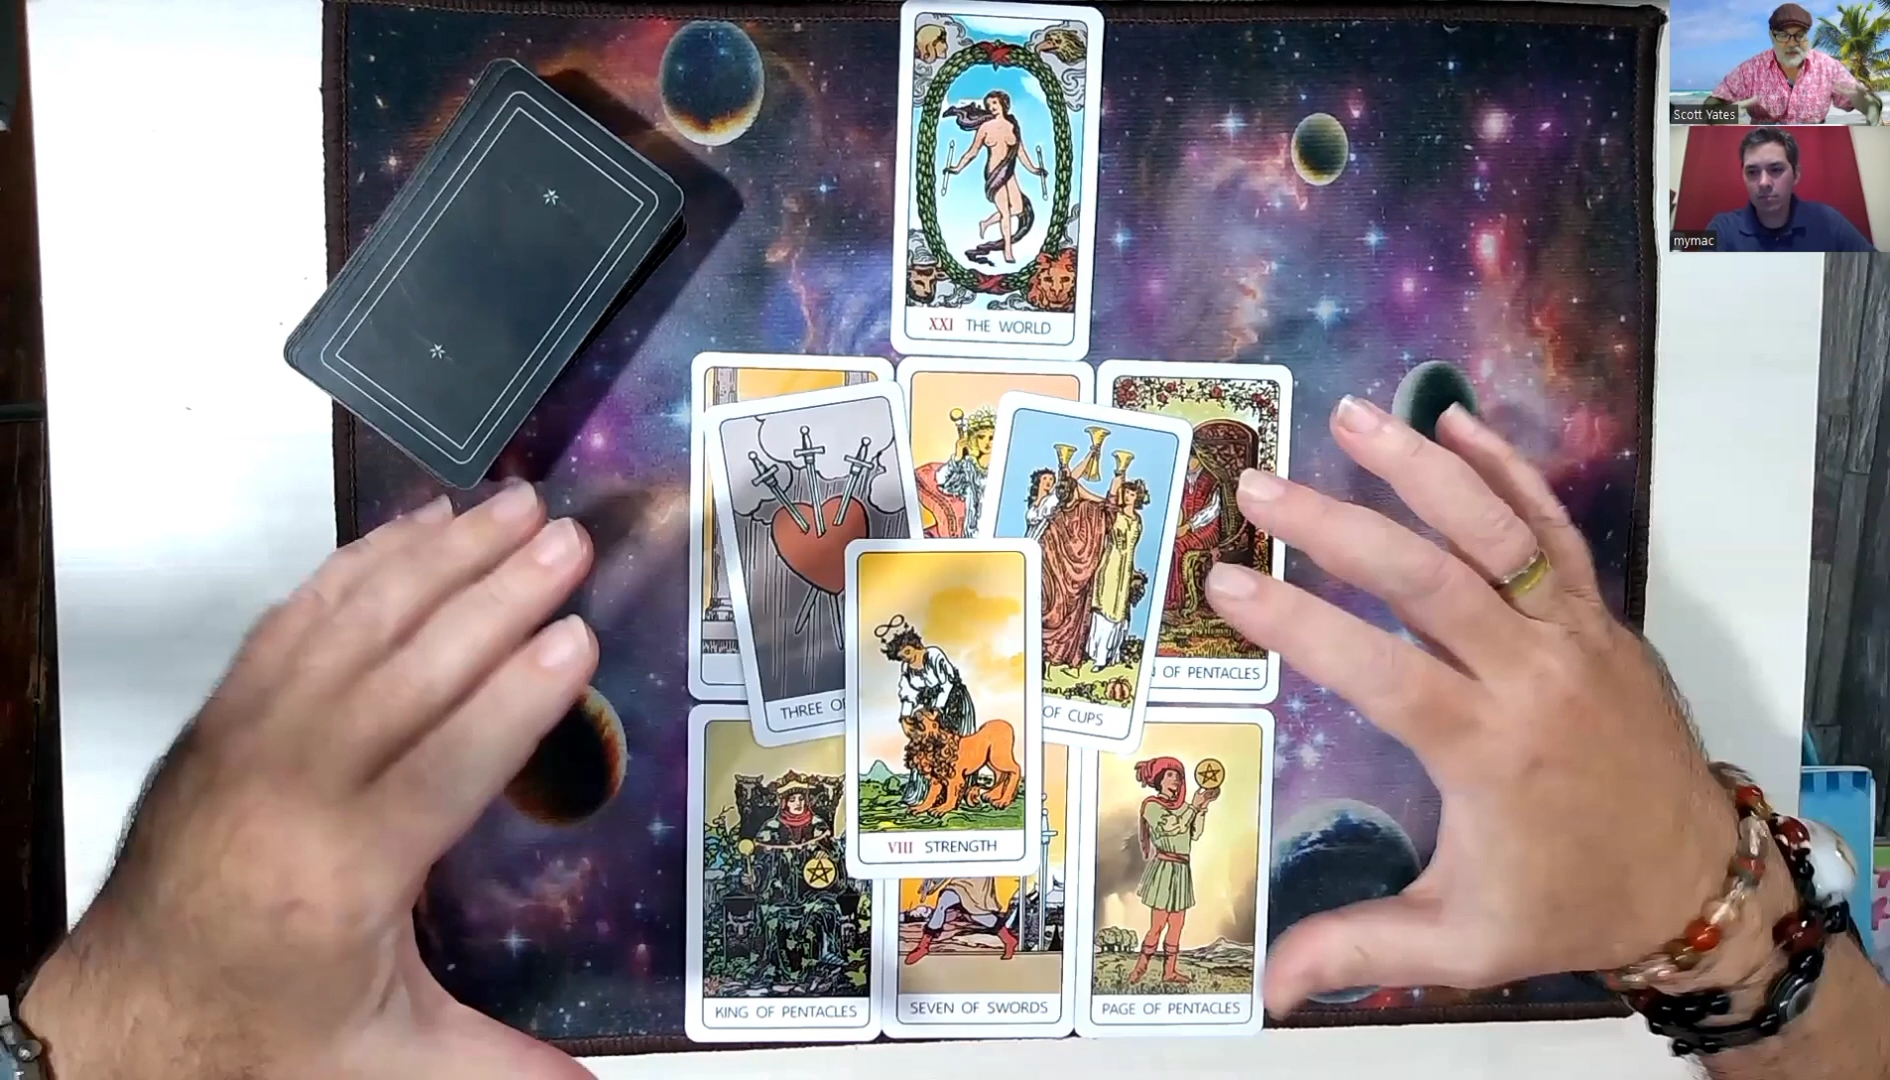 Scott Yates
mymac
XXI THE WORLD
OF PENTACLES
THREE
OF CUPS
VIII STRENGTH
KING OF PENTACLES
SEVEN OF SWORDS
PAGE OF PENTACLES